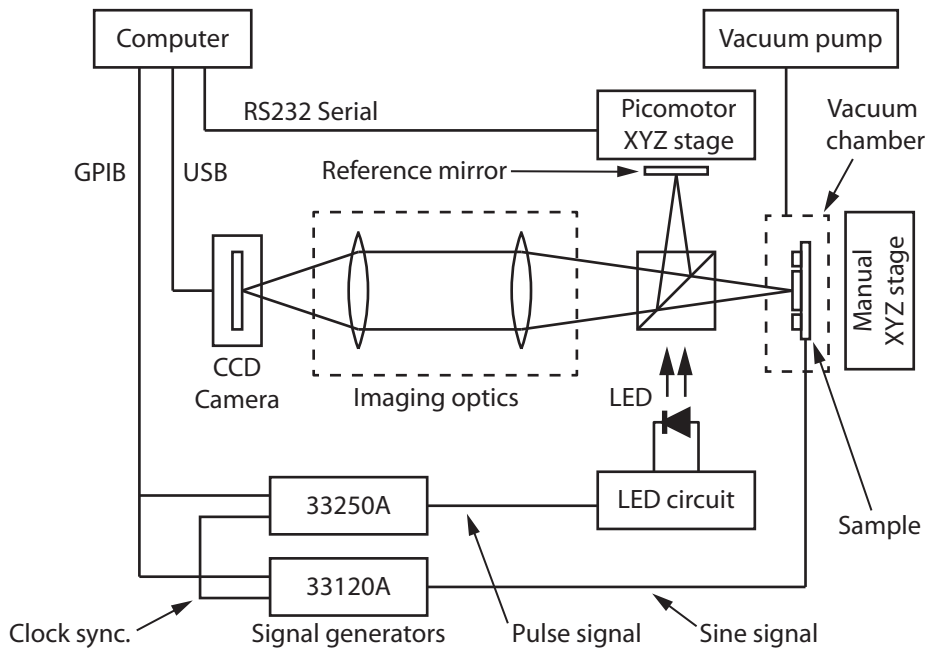 Computer
Vacuum pump
RS232 Serial
Picomotor
XYZ stage
Vacuum
chamber
GPIB
USB
Reference mirror
Manual
XYZ stage
CCD
Camera
Imaging optics
LED
33250A
LED circuit
Sample
33120A
Clock sync.
Signal generators
Pulse signal
Sine signal